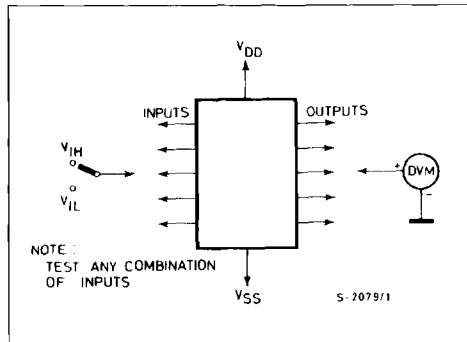 VDD
INPUTS
OUTPUTS
VIH
VIL
+
DVM
-
NOTE :
TEST ANY COMBINATION
OF INPUTS
VSS
S-2079/1